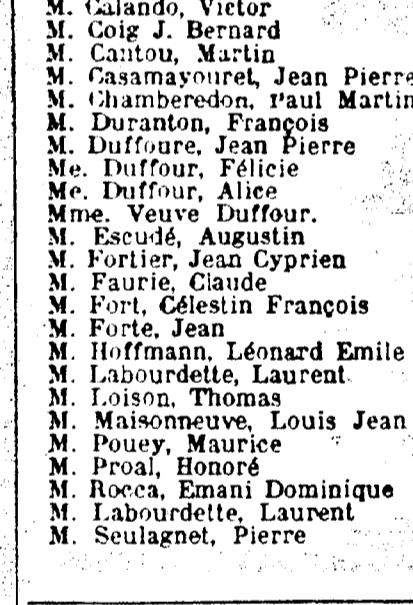 M. Calando, Victor
M. Coig J. Bernard
M. Cantou, Martin
M. Casamayouret, Jean Pierre
M. Chamberedon, Paul Martin
M. Duranton, François
M. Duffoure, Jean Pierre
Me. Duffour, Félicie
Me. Duffour, Alice
Mme. Veuve Duffour.
M. Escudé, Augustin
M. Fortier, Jean Cyprien
M. Faurie, Claude
M. Fort, Célestin François
M. Forte, Jean
M. Hoffmann, Léonard Emile
M. Labourdette, Laurent
M. Loison, Thomas
M. Maisonneuve, Louis Jean
M. Pouey, Maurice
M. Proal, Honoré
M. Rocca, Emani Dominique
M. Labourdette, Laurent
M. Seulagnet, Pierre